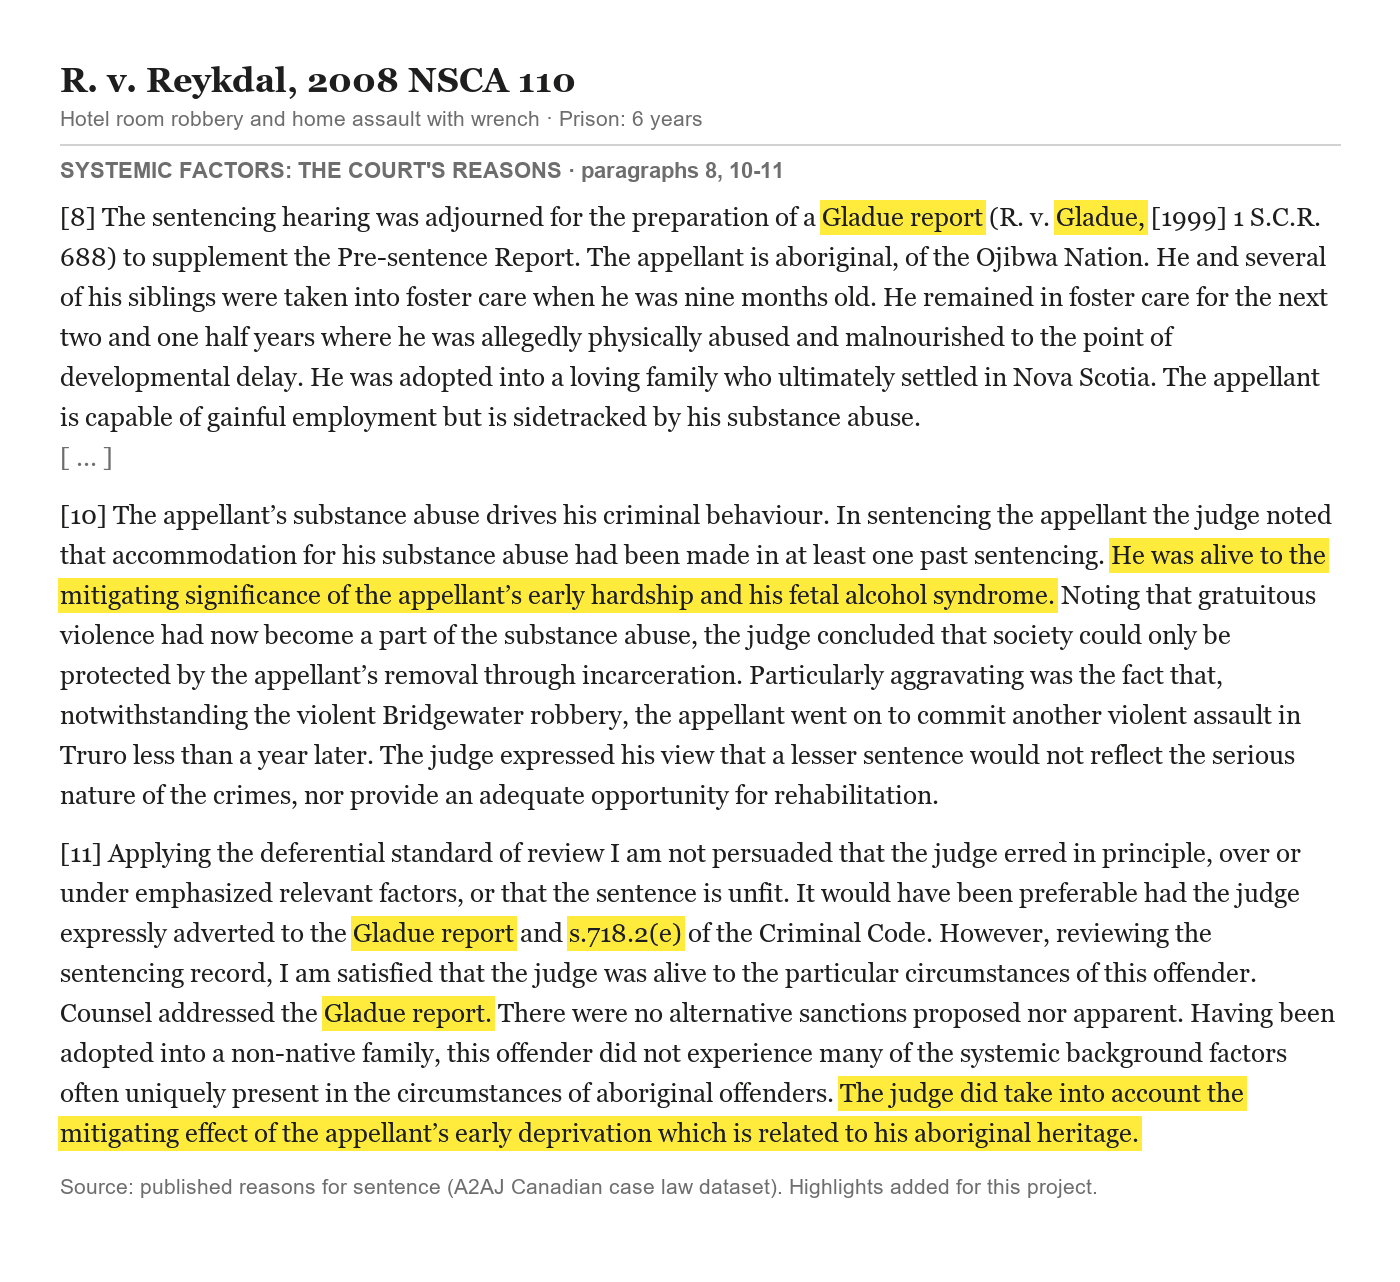 R. v. Reykdal, 2008 NSCA 110
Hotel room robbery and home assault with wrench · Prison: 6 years
SYSTEMIC FACTORS: THE COURT'S REASONS · paragraphs 8, 10-11
[8] The sentencing hearing was adjourned for the preparation of a Gladue report (R. v. Gladue, [1999] 1 S.C.R.
688) to supplement the Pre-sentence Report. The appellant is aboriginal, of the Ojibwa Nation. He and several
of his siblings were taken into foster care when he was nine months old. He remained in foster care for the next
two and one half years where he was allegedly physically abused and malnourished to the point of
developmental delay. He was adopted into a loving family who ultimately settled in Nova Scotia. The appellant
is capable of gainful employment but is sidetracked by his substance abuse.
[ ... ]
[10] The appellant’s substance abuse drives his criminal behaviour. In sentencing the appellant the judge noted
that accommodation for his substance abuse had been made in at least one past sentencing. He was alive to the
mitigating significance of the appellant’s early hardship and his fetal alcohol syndrome. Noting that gratuitous
violence had now become a part of the substance abuse, the judge concluded that society could only be
protected by the appellant’s removal through incarceration. Particularly aggravating was the fact that,
notwithstanding the violent Bridgewater robbery, the appellant went on to commit another violent assault in
Truro less than a year later. The judge expressed his view that a lesser sentence would not reflect the serious
nature of the crimes, nor provide an adequate opportunity for rehabilitation.
[11] Applying the deferential standard of review I am not persuaded that the judge erred in principle, over or
under emphasized relevant factors, or that the sentence is unfit. It would have been preferable had the judge
expressly adverted to the Gladue report and s.718.2(e) of the Criminal Code. However, reviewing the
sentencing record, I am satisfied that the judge was alive to the particular circumstances of this offender.
Counsel addressed the Gladue report. There were no alternative sanctions proposed nor apparent. Having been
adopted into a non-native family, this offender did not experience many of the systemic background factors
often uniquely present in the circumstances of aboriginal offenders. The judge did take into account the
mitigating effect of the appellant’s early deprivation which is related to his aboriginal heritage.
Source: published reasons for sentence (A2AJ Canadian case law dataset). Highlights added for this project.